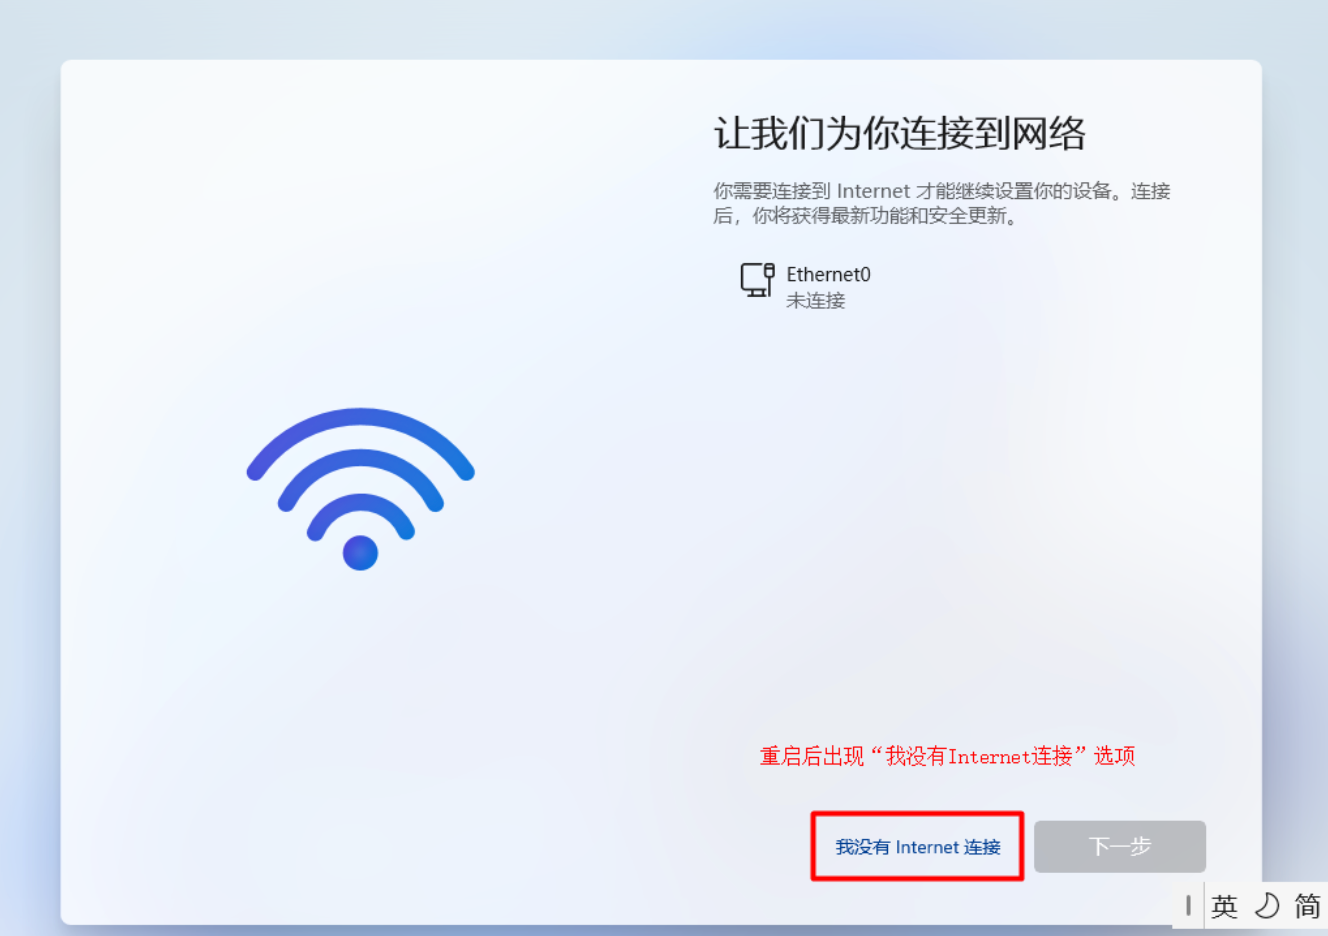 让我们为你连接到网络
你需要连接到 Internet 才能继续设置你的设备。连接
后，你将获得最新功能和安全更新。
Ethernet0
未连接
重启后出现“我没有Internet连接”选项
我没有 Internet 连接
下一步
英 简